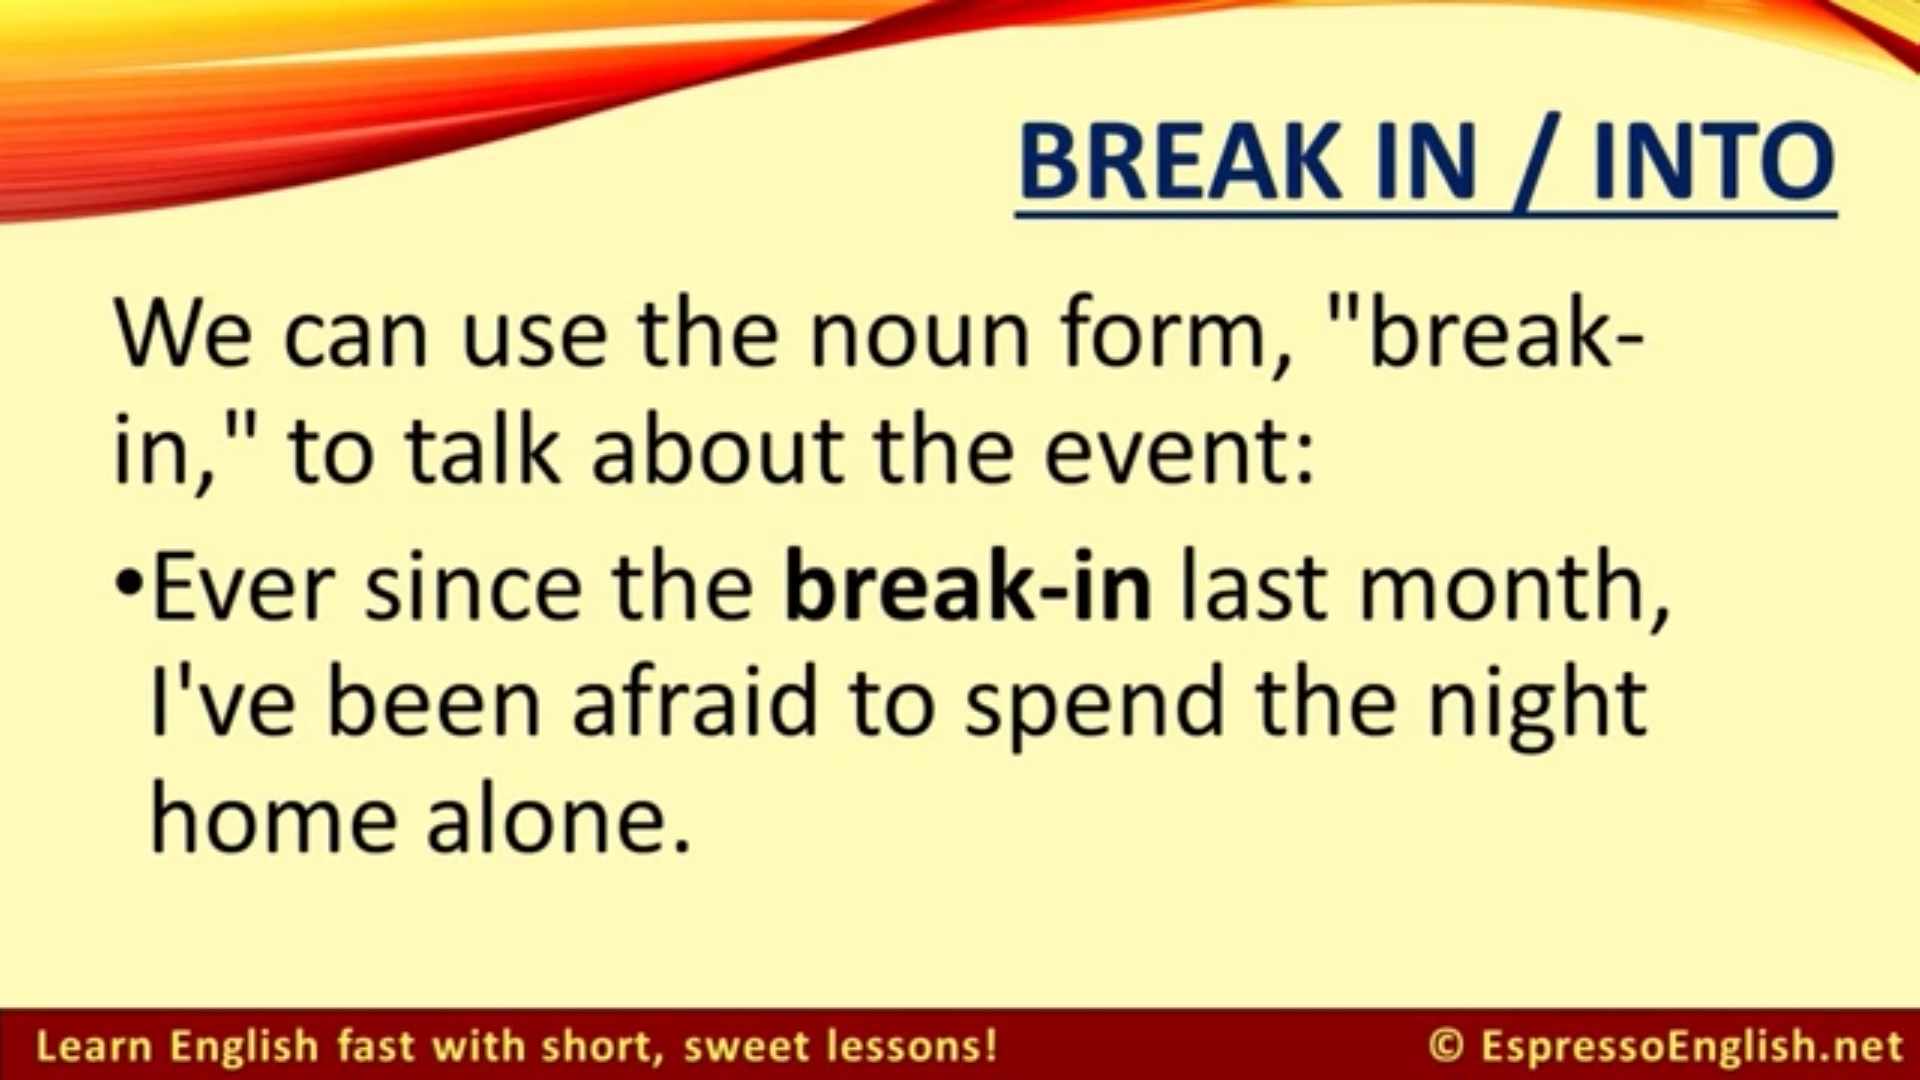 BREAK IN / INTO
We can use the noun form, "break-
in," to talk about the event:
•Ever since the break-in last month,
I've been afraid to spend the night
home alone.
Learn English fast with short, sweet lessons!
© EspressoEnglish.net